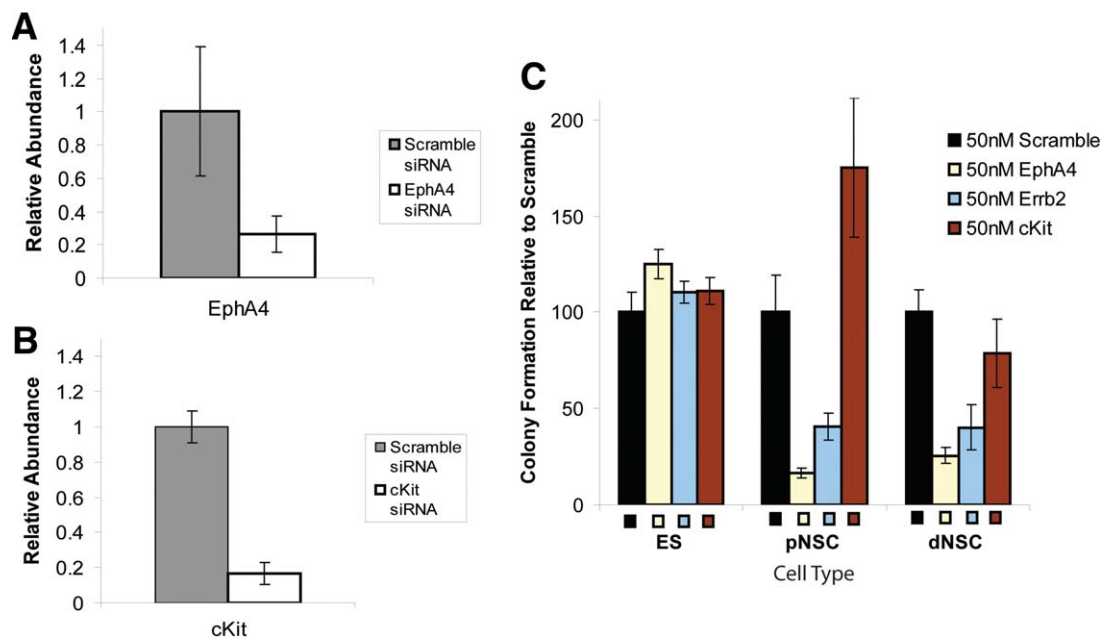 A
Relative Abundance
1.4
1.2
1
0.8
0.6
0.4
0.2
0
EphA4
Scramble
siRNA
EphA4
siRNA
B
Relative Abundance
1.4
1.2
1
0.8
0.6
0.4
0.2
0
cKit
Scramble
siRNA
cKit
siRNA
C
Colony Formation Relative to Scramble
200
150
100
50
0
50nM Scramble
50nM EphA4
50nM Errb2
50nM cKit
ES pNSC dNSC
Cell Type